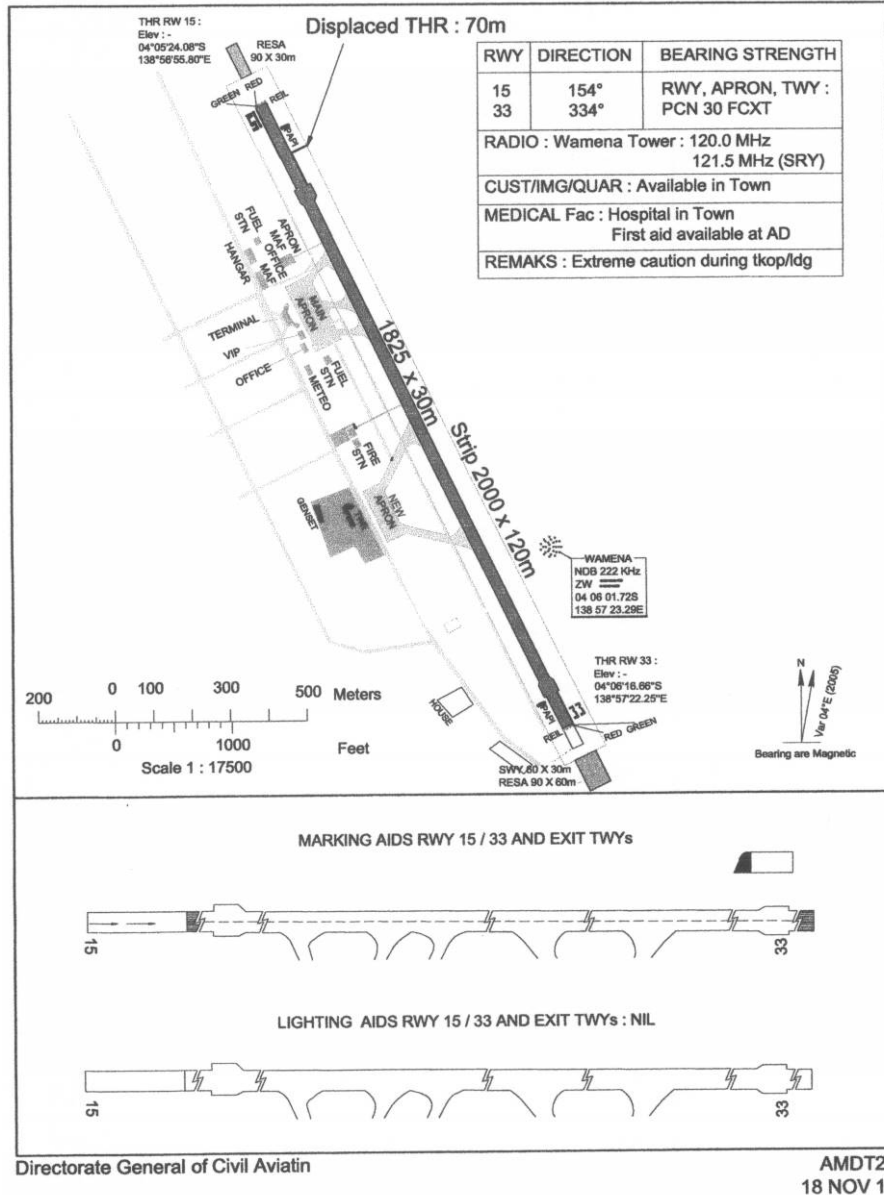 THR RW 15 :
Elev : -
04°05'24.08"S
138°56'55.80"E
RESA
90 X 30m
Displaced THR : 70m
RWY DIRECTION BEARING STRENGTH
15 154° RWY, APRON, TWY :
33 334° PCN 30 FCXT
RADIO : Wamena Tower : 120.0 MHz
121.5 MHz (SRY)
CUST/IMG/QUAR : Available in Town
MEDICAL Fac : Hospital in Town
First aid available at AD
REMAKS : Extreme caution during tkop/ldg
GREEN RED
REIL
PAPI
FUEL
STN
HANGAR
APRON
MAF
OFFICE
MAF
MAIN
APRON
TERMINAL
VIP
OFFICE
METEO
FUEL
STN
FIRE
STN
GENSET
TWR
NEW
APRON
1825 x 30m
Strip 2000 x 120m
WAMENA
NDB 222 KHz
ZW
04 06 01.72S
138 57 23.29E
THR RW 33 :
Elev : -
04°06'16.66"S
138°57'22.25"E
HOUSE
PAPI
REIL
RED GREEN
SWY 60 X 30m
RESA 90 X 60m
200 0 100 300 500 Meters
0 1000 Feet
Scale 1 : 17500
N
Var 04°E (2005)
Bearing are Magnetic
MARKING AIDS RWY 15 / 33 AND EXIT TWYs
15
33
LIGHTING AIDS RWY 15 / 33 AND EXIT TWYs : NIL
15
33
Directorate General of Civil Aviatin
AMDT2
18 NOV 1